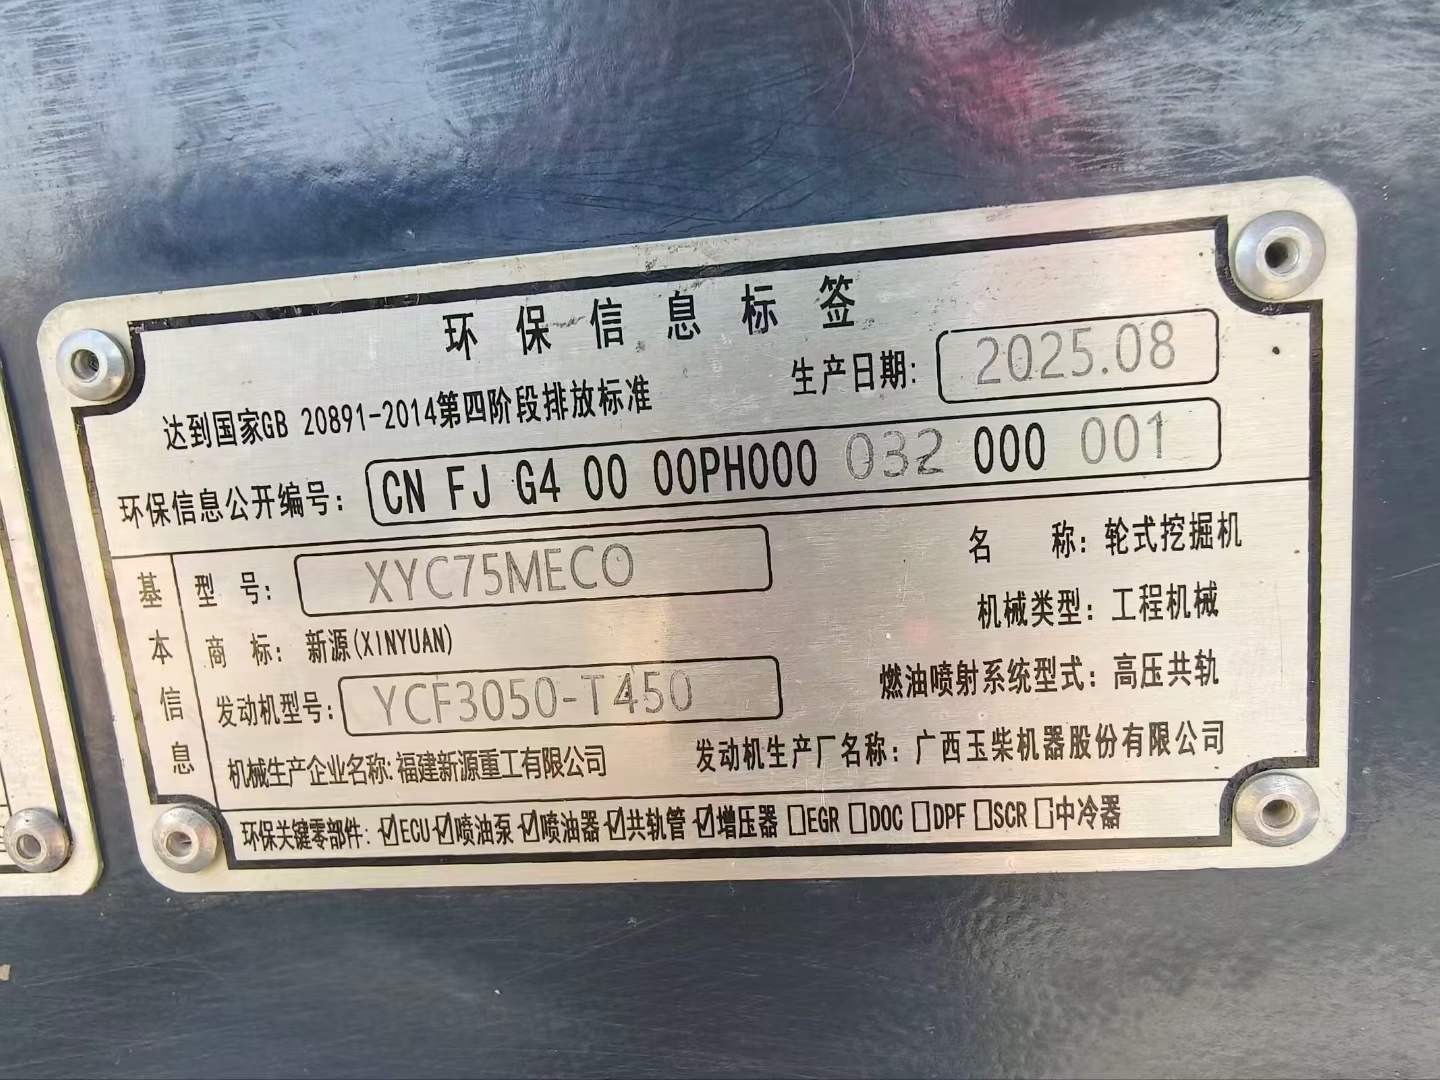 环保信息标签
达到国家GB 20891-2014第四阶段排放标准
生产日期: 2025.08
环保信息公开编号: CN FJ G4 00 00PH000 032 000 001
基本信息
型 号: XYC75MECO
名 称: 轮式挖掘机
商 标: 新源(XINYUAN)
机械类型: 工程机械
发动机型号: YCF3050-T450
燃油喷射系统型式: 高压共轨
机械生产企业名称: 福建新源重工有限公司
发动机生产厂名称: 广西玉柴机器股份有限公司
环保关键零部件: ☑ECU☑喷油泵☑喷油器☑共轨管☑增压器☐EGR☐DOC☐DPF☐SCR☐中冷器